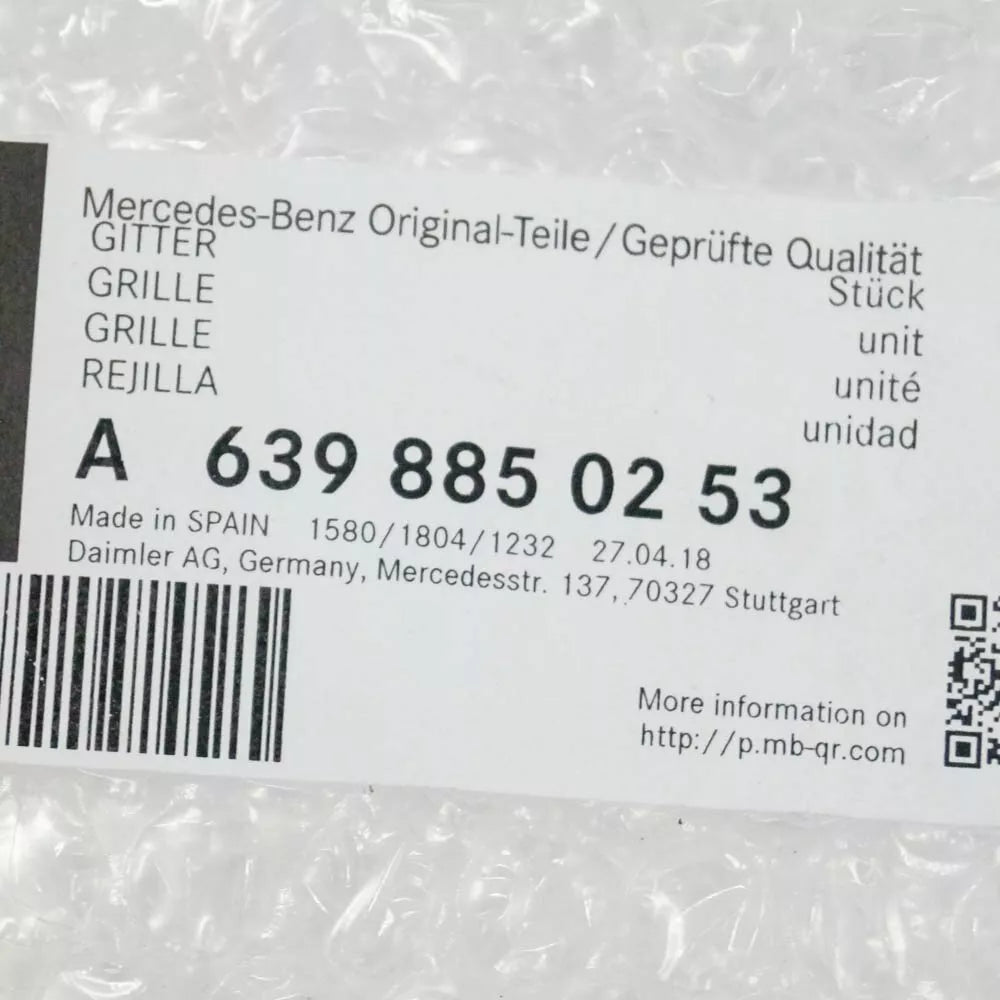 Mercedes-Benz Original-Teile / Geprüfte Qualität
GITTER Stück
GRILLE unit
GRILLE unité
REJILLA unidad
A 639 885 02 53
Made in SPAIN 1580/1804/1232 27.04.18
Daimler AG, Germany, Mercedesstr. 137, 70327 Stuttgart
More information on
http://p.mb-qr.com